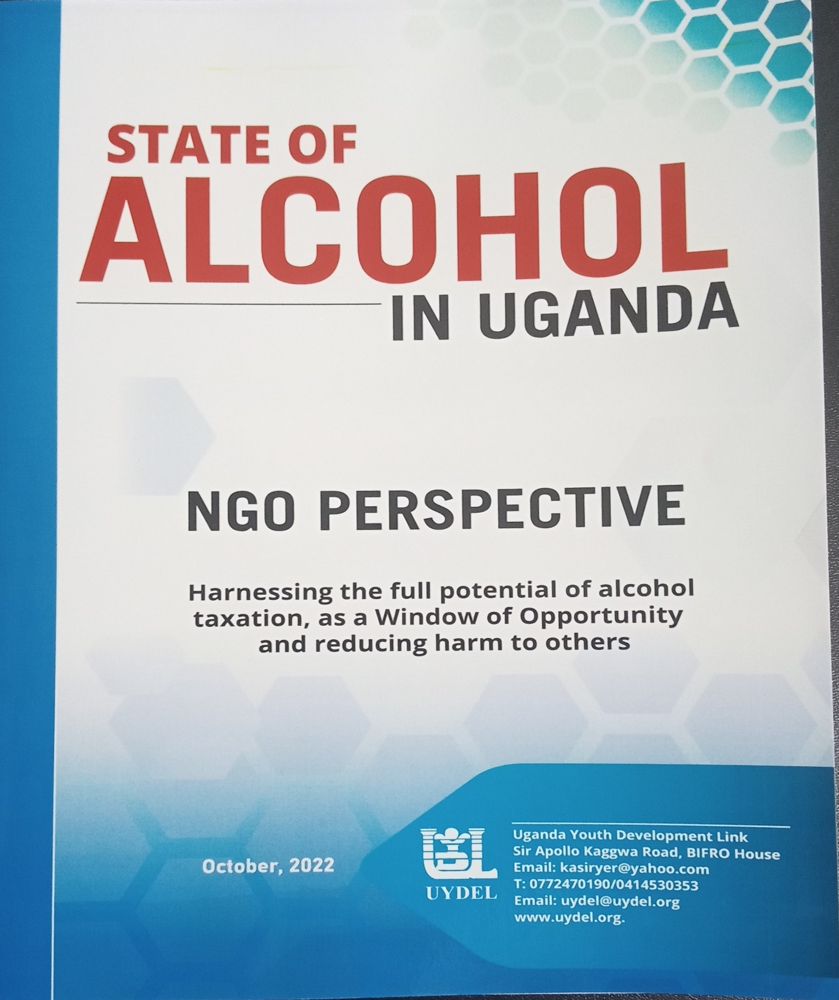 STATE OF
ALCOHOL
IN UGANDA
NGO PERSPECTIVE
Harnessing the full potential of alcohol
taxation, as a Window of Opportunity
and reducing harm to others
October, 2022
UYDEL
Uganda Youth Development Link
Sir Apollo Kaggwa Road, BIFRO House
Email: kasiryer@yahoo.com
T: 0772470190/0414530353
Email: uydel@uydel.org
www.uydel.org.